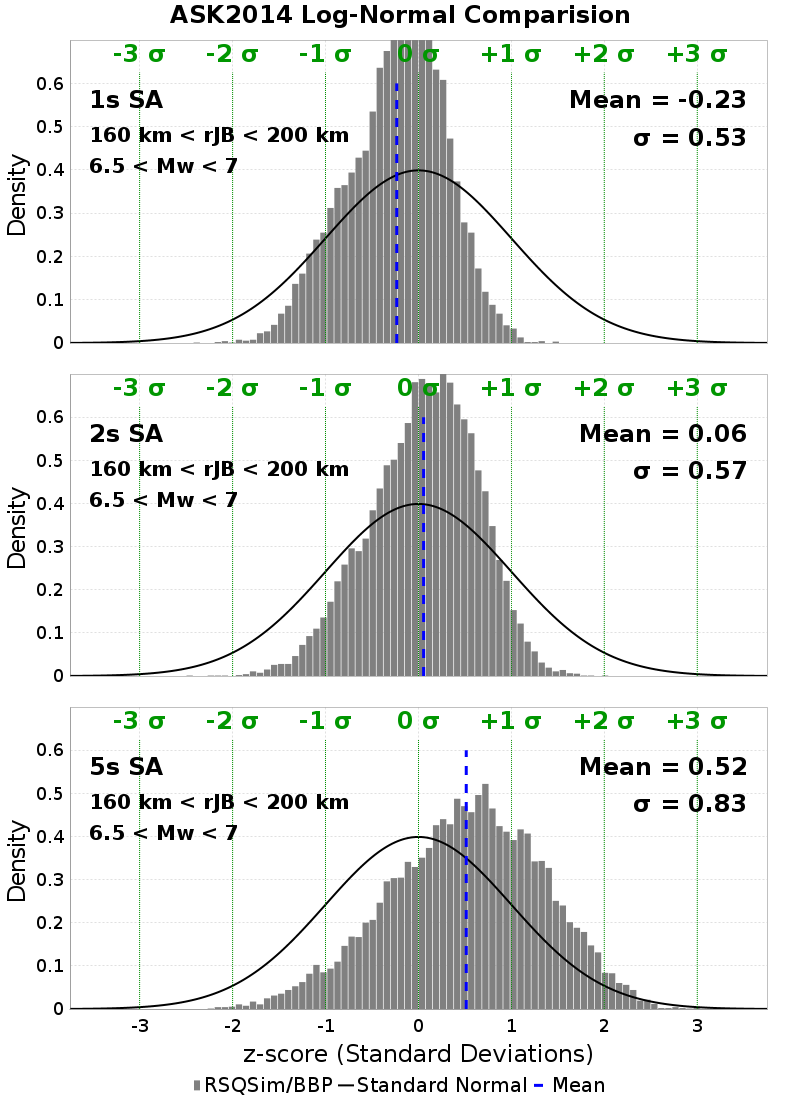 ASK2014 Log-Normal Comparision
-3 σ -2 σ -1 σ 0 σ +1 σ +2 σ +3 σ
1s SA
160 km < rJB < 200 km
6.5 < Mw < 7
Mean = -0.23
σ = 0.53
Density
0.6
0.5
0.4
0.3
0.2
0.1
0
-3 σ -2 σ -1 σ 0 σ +1 σ +2 σ +3 σ
2s SA
160 km < rJB < 200 km
6.5 < Mw < 7
Mean = 0.06
σ = 0.57
Density
0.6
0.5
0.4
0.3
0.2
0.1
0
-3 σ -2 σ -1 σ 0 σ +1 σ +2 σ +3 σ
5s SA
160 km < rJB < 200 km
6.5 < Mw < 7
Mean = 0.52
σ = 0.83
Density
0.6
0.5
0.4
0.3
0.2
0.1
0
-3 -2 -1 0 1 2 3
z-score (Standard Deviations)
RSQSim/BBP Standard Normal Mean